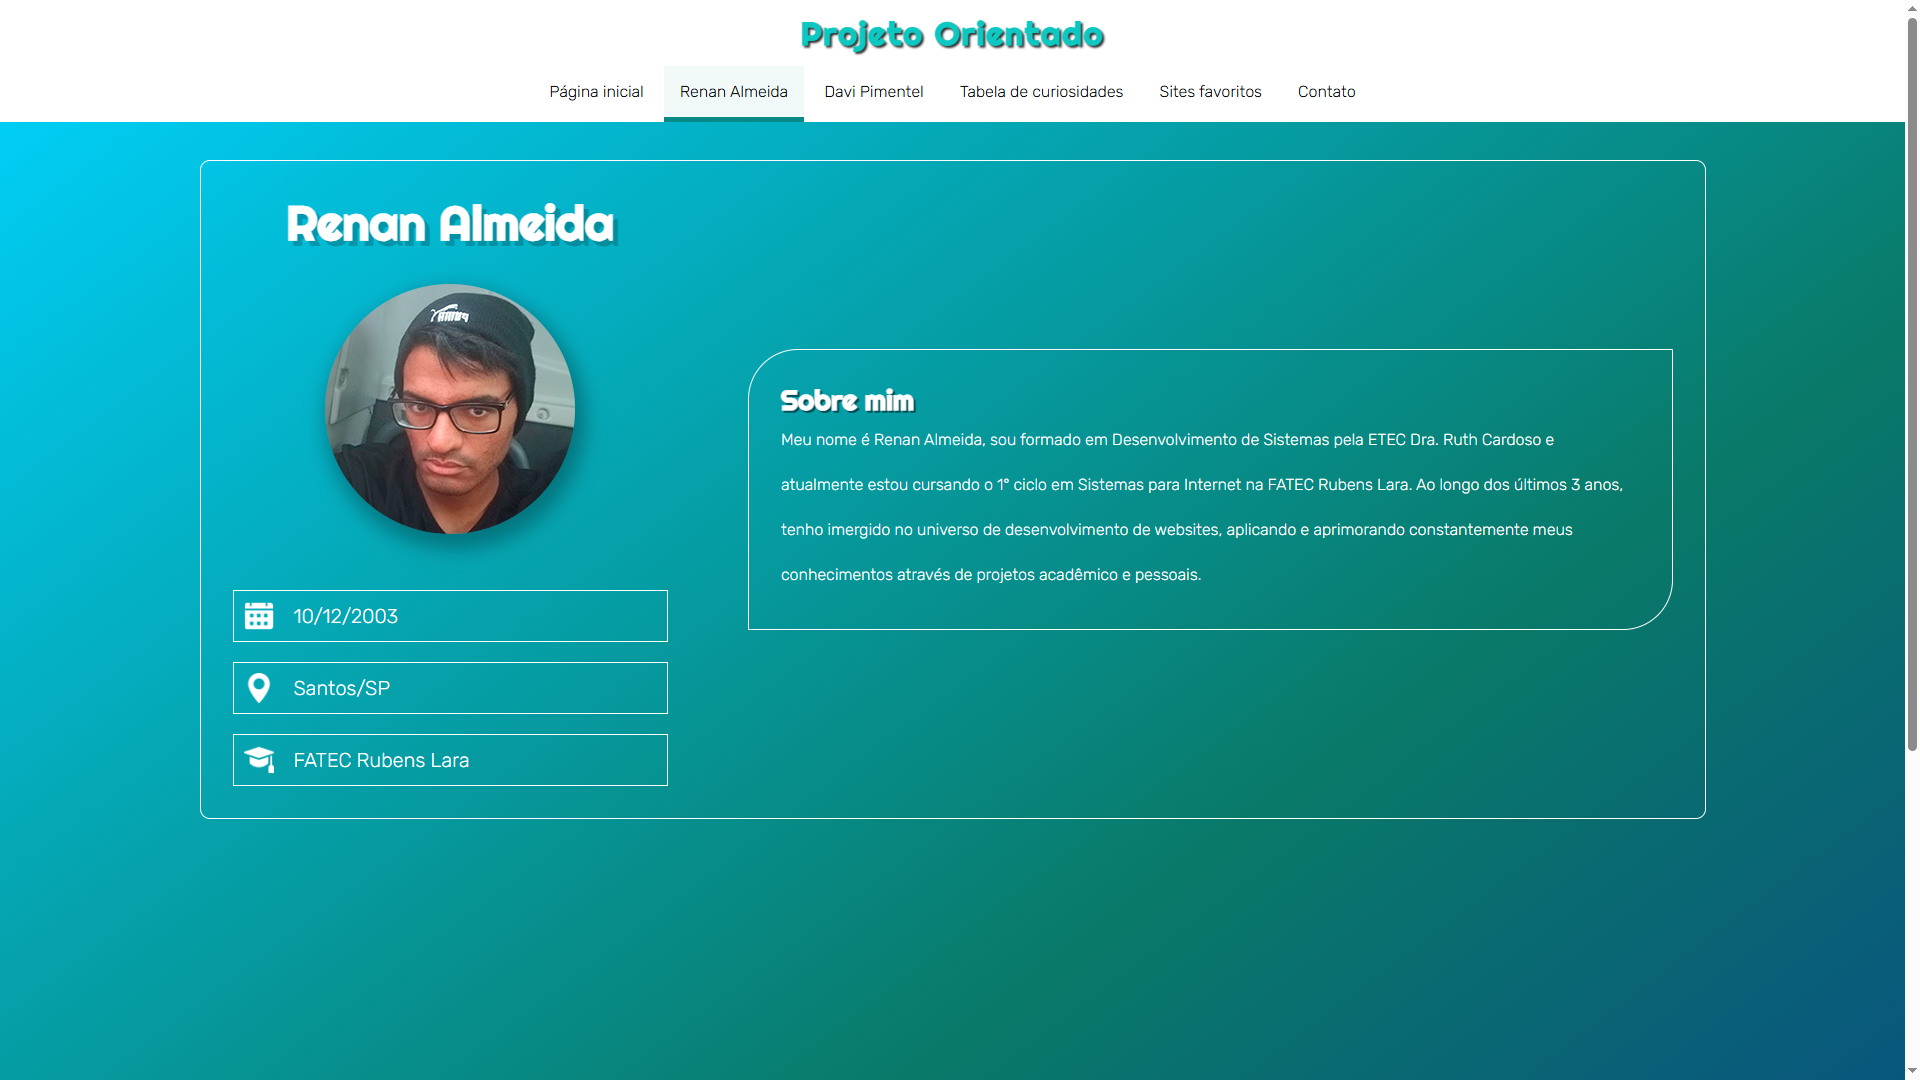 Projeto Orientado
Página inicial Renan Almeida Davi Pimentel Tabela de curiosidades Sites favoritos Contato
Renan Almeida
PUMA
10/12/2003
Santos/SP
FATEC Rubens Lara
Sobre mim
Meu nome é Renan Almeida, sou formado em Desenvolvimento de Sistemas pela ETEC Dra. Ruth Cardoso e
atualmente estou cursando o 1° ciclo em Sistemas para Internet na FATEC Rubens Lara. Ao longo dos últimos 3 anos,
tenho imergido no universo de desenvolvimento de websites, aplicando e aprimorando constantemente meus
conhecimentos através de projetos acadêmico e pessoais.